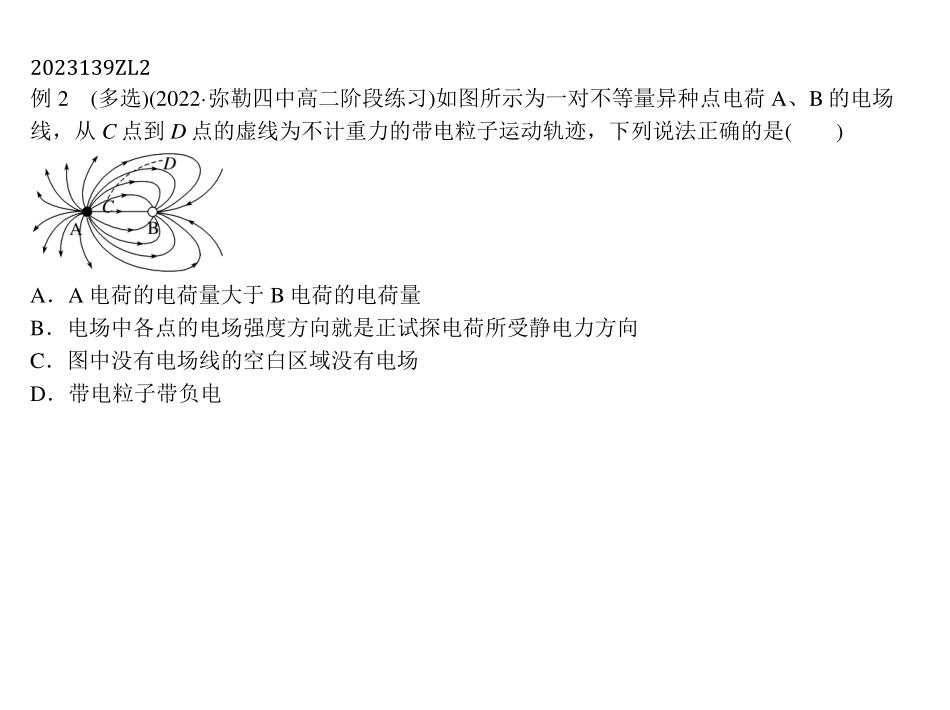 2023139ZL2
例 2 (多选)(2022·弥勒四中高二阶段练习)如图所示为一对不等量异种点电荷 A、B 的电场
线，从 C 点到 D 点的虚线为不计重力的带电粒子运动轨迹，下列说法正确的是(  )
D
C
A B
A．A 电荷的电荷量大于 B 电荷的电荷量
B．电场中各点的电场强度方向就是正试探电荷所受静电力方向
C．图中没有电场线的空白区域没有电场
D．带电粒子带负电